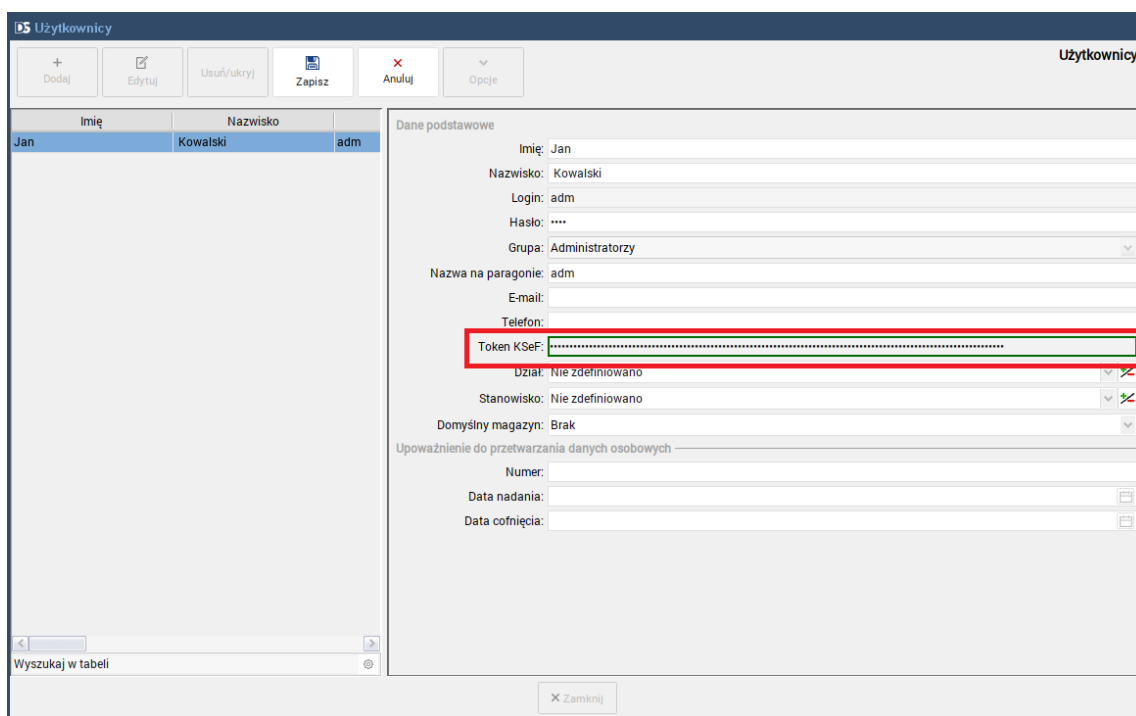 DS Użytkownicy
Dodaj Edytuj Usuń/ukryj Zapisz Anuluj Opcje
Użytkownicy
Imię Nazwisko
Jan Kowalski adm
Wyszukaj w tabeli
Dane podstawowe
Imię: Jan
Nazwisko: Kowalski
Login: adm
Hasło: ••••
Grupa: Administratorzy
Nazwa na paragonie: adm
E-mail:
Telefon:
Token KSeF:
Dział: Nie zdefiniowano
Stanowisko: Nie zdefiniowano
Domyślny magazyn: Brak
Upoważnienie do przetwarzania danych osobowych
Numer:
Data nadania:
Data cofnięcia:
Zamknij